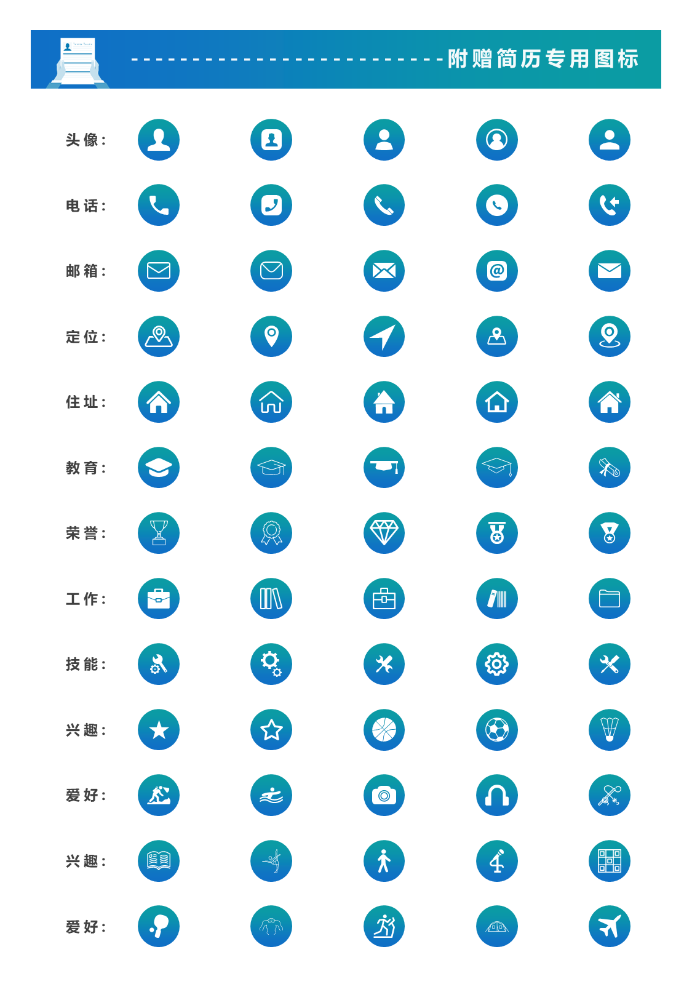 附赠简历专用图标
头像：
电话：
邮箱：
@
定位：
住址：
教育：
荣誉：
工作：
技能：
兴趣：
爱好：
兴趣：
爱好：